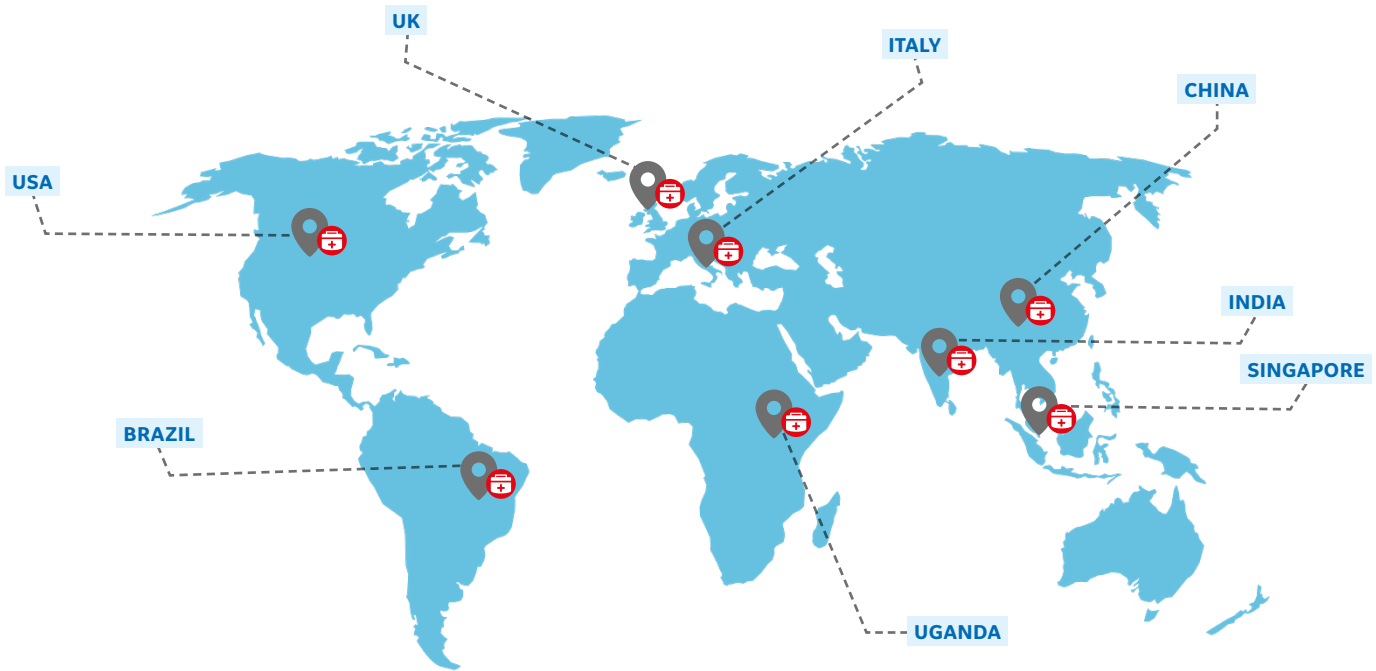 UK
ITALY
CHINA
USA
INDIA
SINGAPORE
BRAZIL
UGANDA